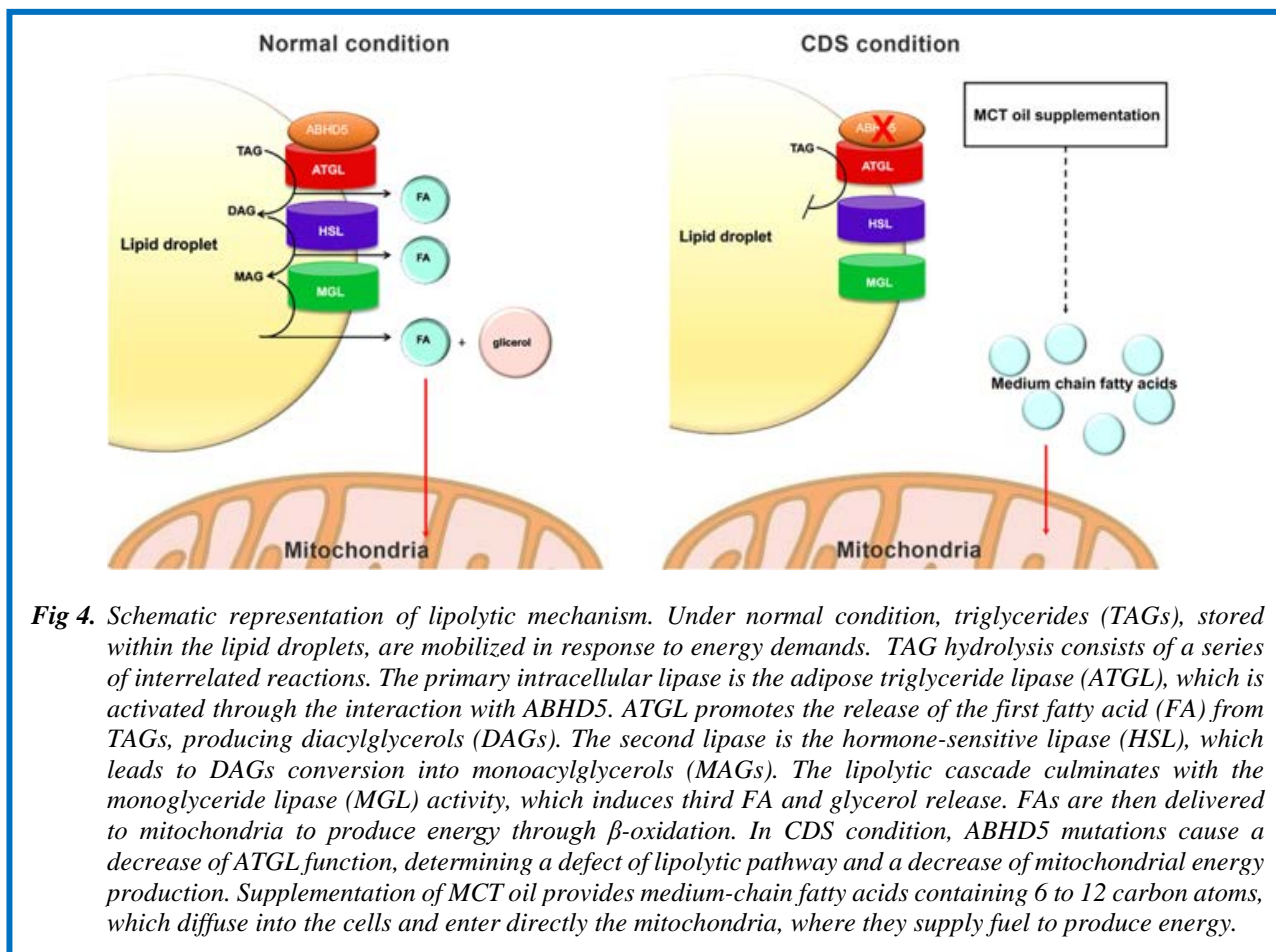 Normal condition
CDS condition
ABHD5
TAG
ATGL
FA
DAG
HSL
Lipid droplet
FA
MAG
MGL
FA
+
glicerol
Mitochondria
ABHD5
X
TAG
ATGL
Lipid droplet
HSL
MGL
MCT oil supplementation
Medium chain fatty acids
Mitochondria
Fig 4. Schematic representation of lipolytic mechanism. Under normal condition, triglycerides (TAGs), stored
within the lipid droplets, are mobilized in response to energy demands. TAG hydrolysis consists of a series
of interrelated reactions. The primary intracellular lipase is the adipose triglyceride lipase (ATGL), which is
activated through the interaction with ABHD5. ATGL promotes the release of the first fatty acid (FA) from
TAGs, producing diacylglycerols (DAGs). The second lipase is the hormone-sensitive lipase (HSL), which
leads to DAGs conversion into monoacylglycerols (MAGs). The lipolytic cascade culminates with the
monoglyceride lipase (MGL) activity, which induces third FA and glycerol release. FAs are then delivered
to mitochondria to produce energy through β-oxidation. In CDS condition, ABHD5 mutations cause a
decrease of ATGL function, determining a defect of lipolytic pathway and a decrease of mitochondrial energy
production. Supplementation of MCT oil provides medium-chain fatty acids containing 6 to 12 carbon atoms,
which diffuse into the cells and enter directly the mitochondria, where they supply fuel to produce energy.